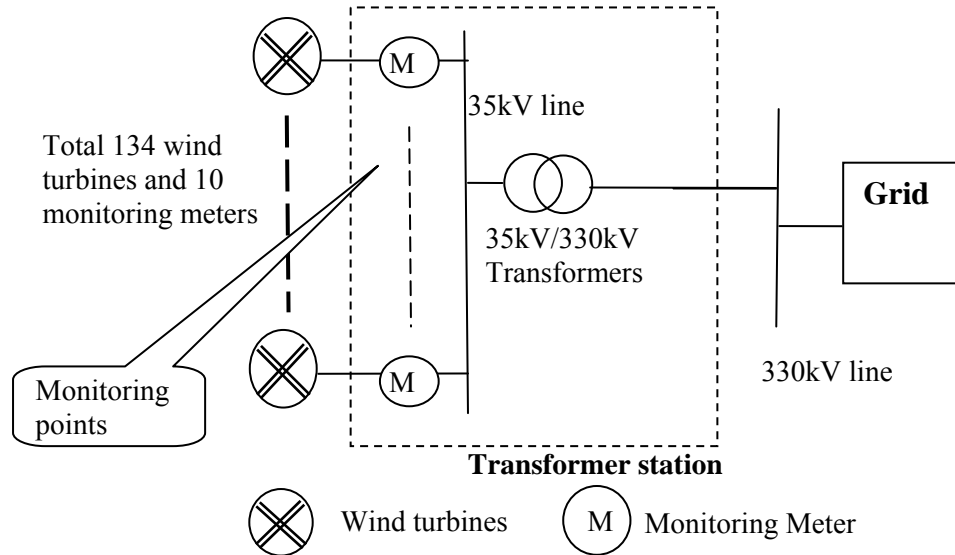 M
35kV line
Total 134 wind
turbines and 10
monitoring meters
Grid
35kV/330kV
Transformers
Monitoring
points
M
330kV line
Transformer station
Wind turbines
M
Monitoring Meter